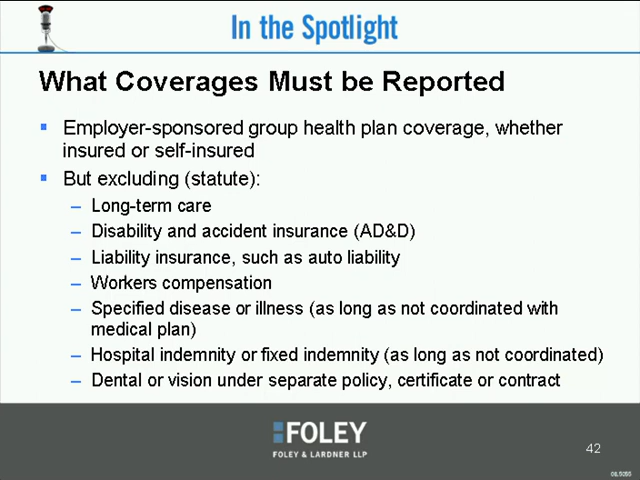 In the Spotlight
What Coverages Must be Reported
▪ Employer-sponsored group health plan coverage, whether
insured or self-insured
▪ But excluding (statute):
– Long-term care
– Disability and accident insurance (AD&D)
– Liability insurance, such as auto liability
– Workers compensation
– Specified disease or illness (as long as not coordinated with
medical plan)
– Hospital indemnity or fixed indemnity (as long as not coordinated)
– Dental or vision under separate policy, certificate or contract
FOLEY
FOLEY & LARDNER LLP
42